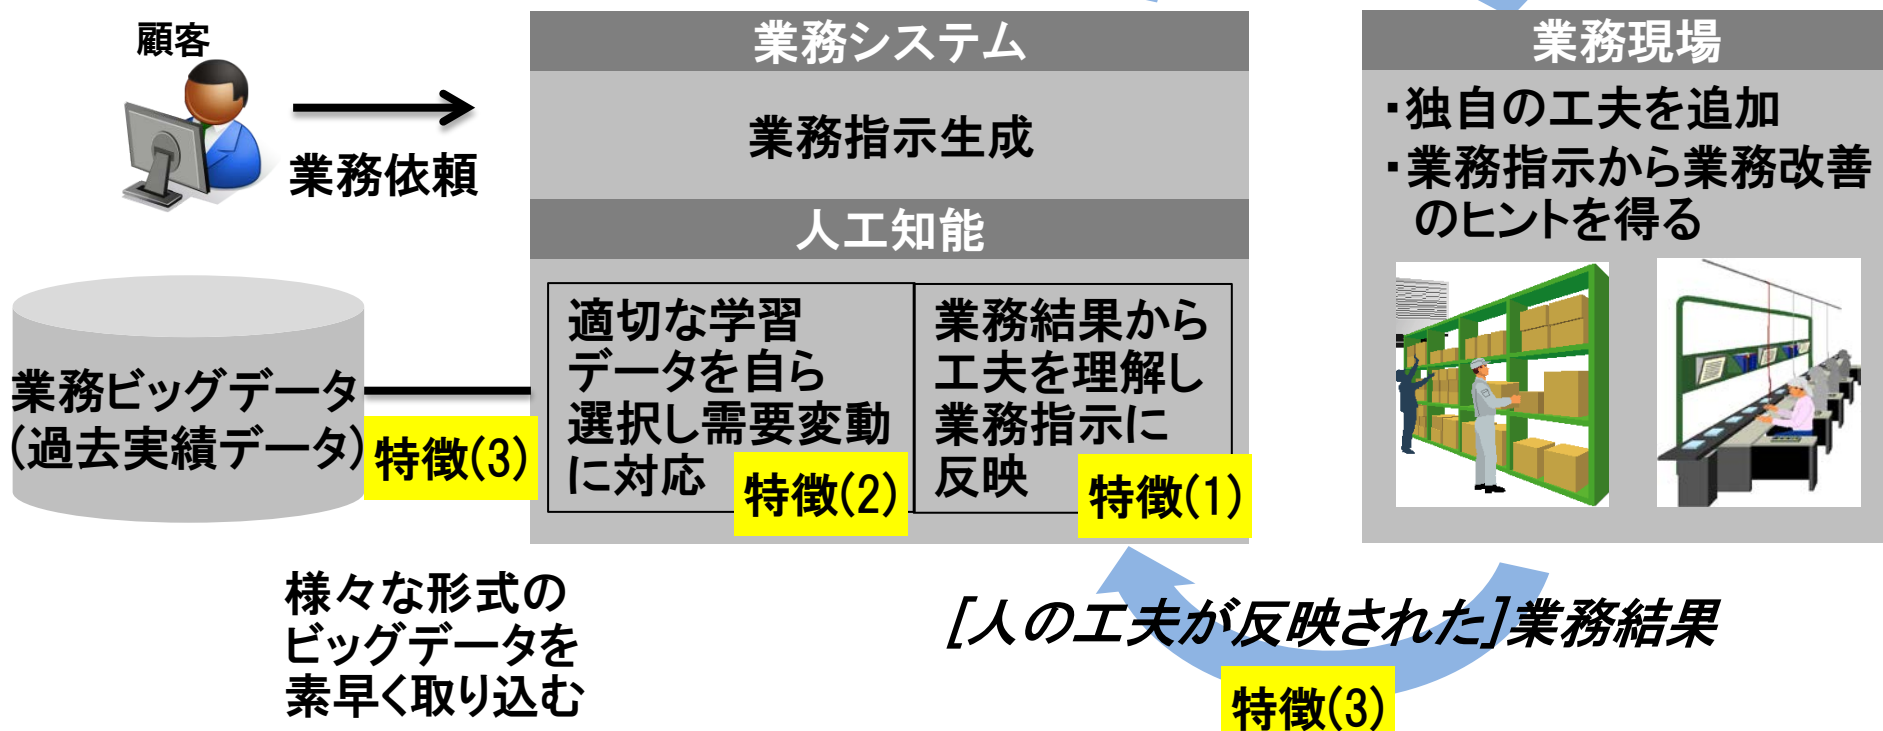 顧客
業務依頼
業務システム
業務指示生成
人工知能
適切な学習
データを自ら
選択し需要変動
に対応
特徴(2)
業務結果から
工夫を理解し
業務指示に
反映
特徴(1)
業務現場
・独自の工夫を追加
・業務指示から業務改善
のヒントを得る
業務ビッグデータ
(過去実績データ)
特徴(3)
様々な形式の
ビッグデータを
素早く取り込む
[人の工夫が反映された]業務結果
特徴(3)